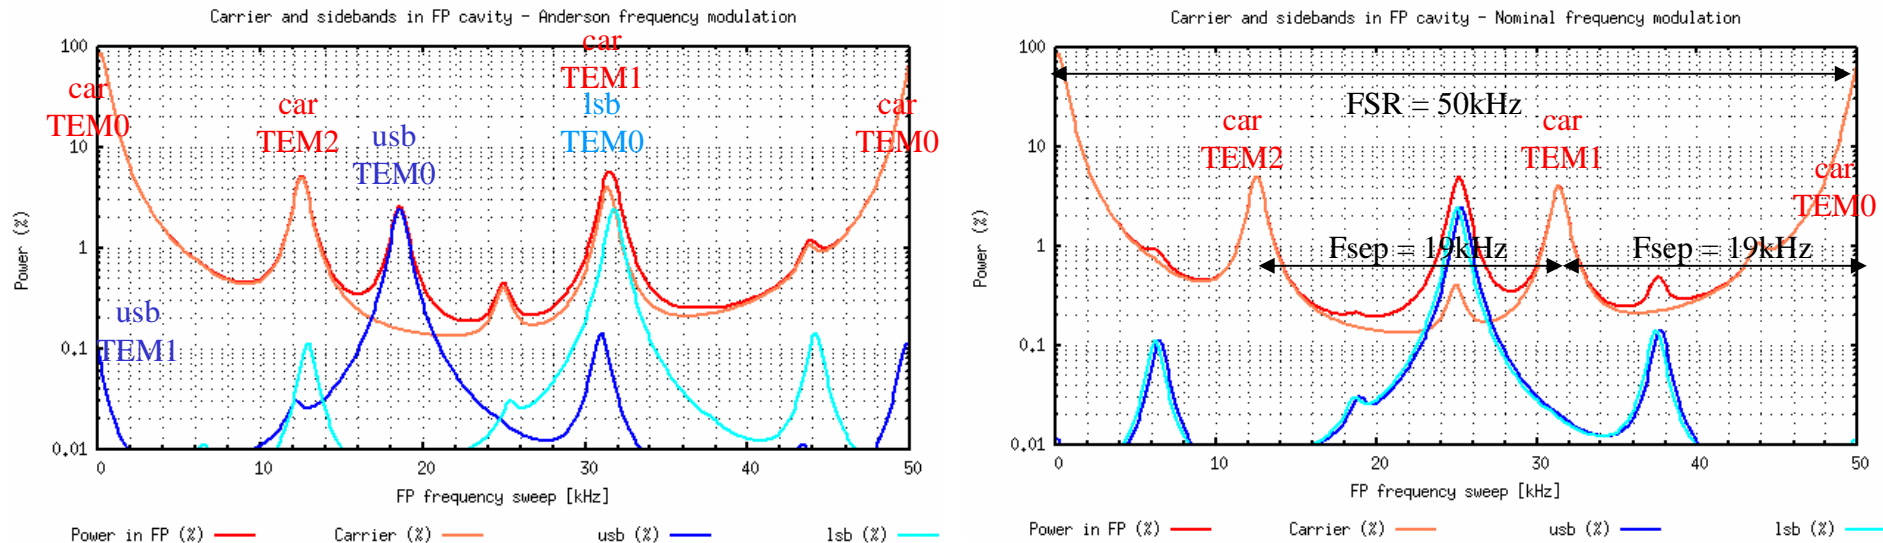 Carrier and sidebands in FP cavity - Anderson frequency modulation
100
10
1
0.1
0.01
Power (%)
car
TEM0
car
TEM2
usb
TEM0
car
TEM1
lsb
TEM0
car
TEM0
usb
TEM1
0
10
20
30
40
50
FP frequency sweep [kHz]
Power in FP (%)
Carrier (%)
usb (%)
lsb (%)
Carrier and sidebands in FP cavity - Nominal frequency modulation
100
10
1
0.1
0.01
Power (%)
FSR = 50kHz
car
TEM2
car
TEM1
car
TEM0
Fsep = 19kHz
Fsep = 19kHz
0
10
20
30
40
50
FP frequency sweep [kHz]
Power in FP (%)
Carrier (%)
usb (%)
lsb (%)